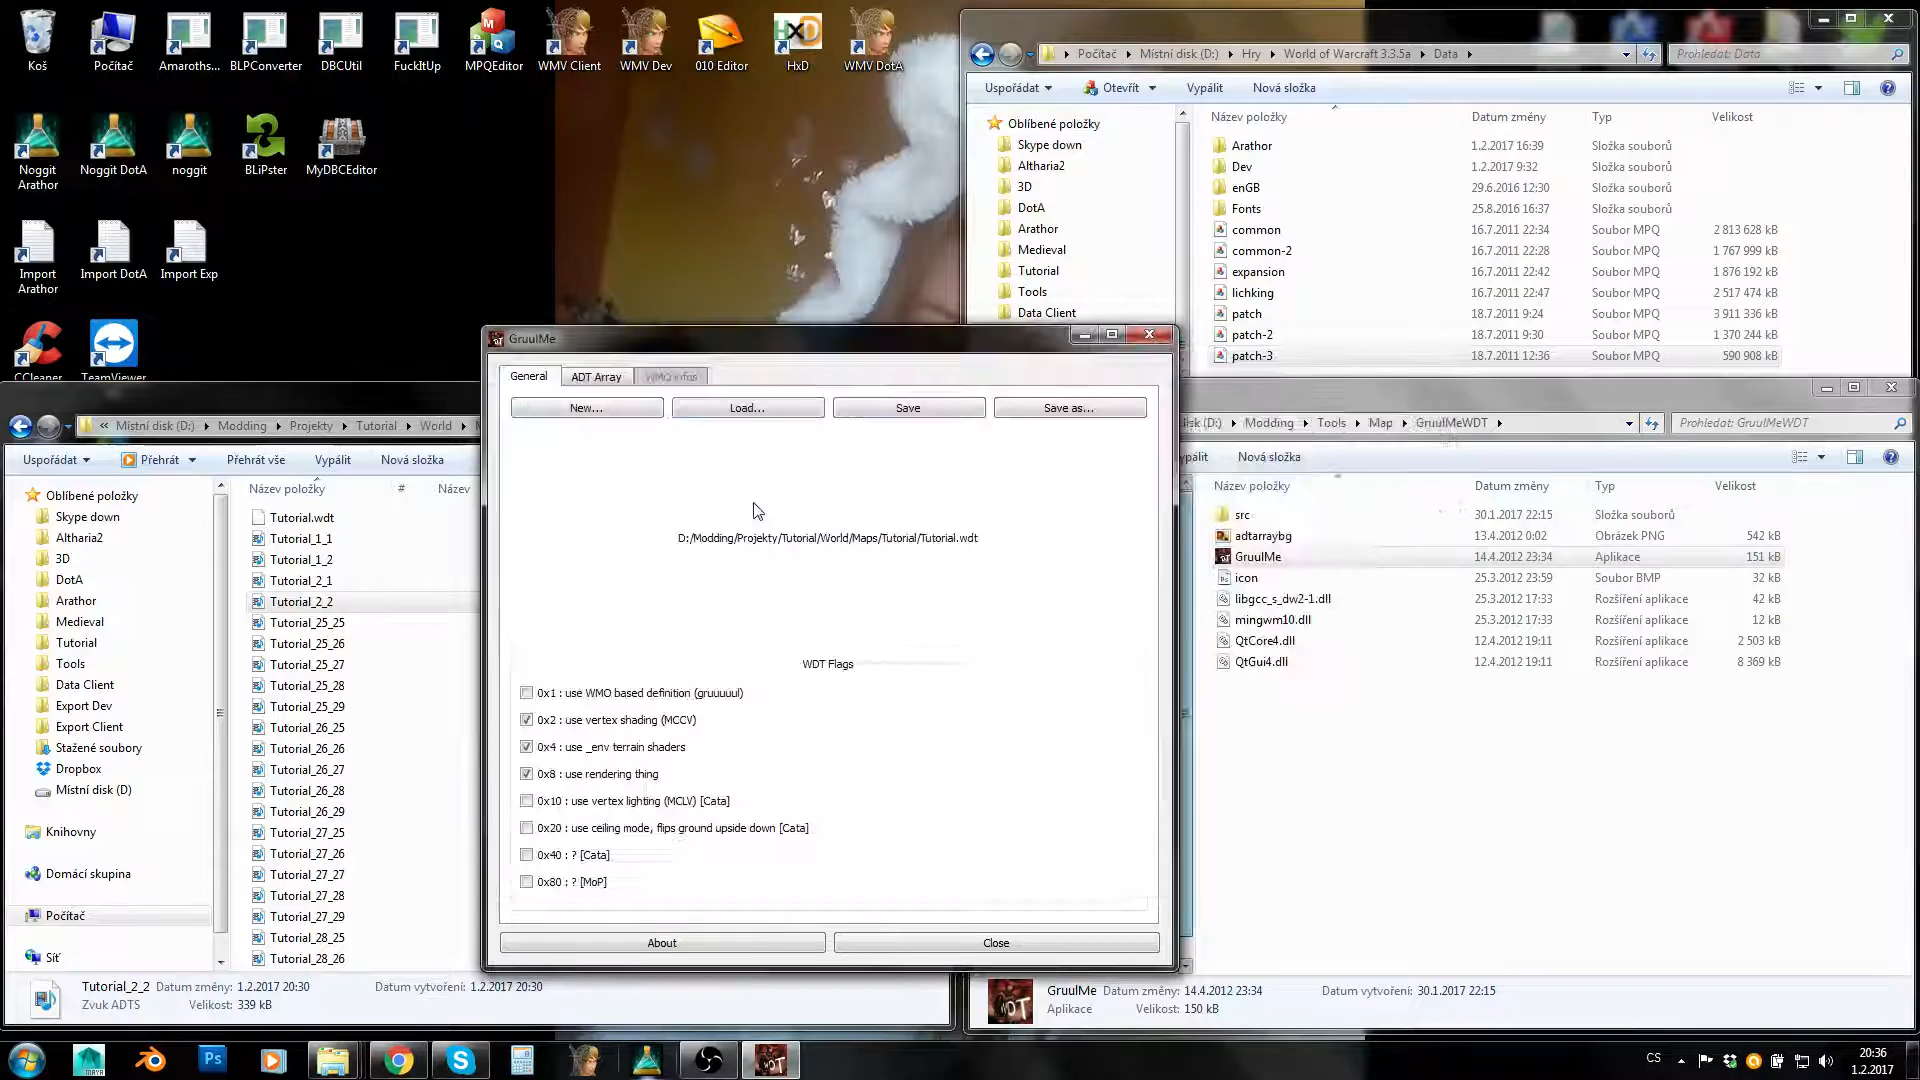 Koš
Počítač
Amaroths...
BLPConverter
DBCUtil
FuckItUp
MPQEditor
WMV Client
WMV Dev
010 Editor
HxD
WMV DotA
Noggit Arathor
Noggit DotA
noggit
BLiPster
MyDBCEditor
Import Arathor
Import DotA
Import Exp
CCleaner
TeamViewer
Počítač
Místní disk (D:)
Hry
World of Warcraft 3.3.5a
Data
Prohledat: Data
Uspořádat
Otevřít
Vypálit
Nová složka
Název položky
Datum změny
Typ
Velikost
Oblíbené položky
Skype down
Altharia2
3D
DotA
Arathor
Medieval
Tutorial
Tools
Data Client
Arathor 1.2.2017 16:39 Složka souborů
Dev 1.2.2017 9:32 Složka souborů
enGB 29.6.2016 12:30 Složka souborů
Fonts 25.8.2016 16:37 Složka souborů
common 16.7.2011 22:34 Soubor MPQ 2 813 628 kB
common-2 16.7.2011 22:28 Soubor MPQ 1 767 999 kB
expansion 16.7.2011 22:42 Soubor MPQ 1 876 192 kB
lichking 16.7.2011 22:47 Soubor MPQ 2 517 474 kB
patch 18.7.2011 9:24 Soubor MPQ 3 911 336 kB
patch-2 18.7.2011 9:30 Soubor MPQ 1 370 244 kB
patch-3 18.7.2011 12:36 Soubor MPQ 590 908 kB
« Místní disk (D:)
Modding
Projekty
Tutorial
World
Uspořádat
Přehrát
Přehrát vše
Vypálit
Nová složka
Oblíbené položky
Skype down
Altharia2
3D
DotA
Arathor
Medieval
Tutorial
Tools
Data Client
Export Dev
Export Client
Stažené soubory
Dropbox
Místní disk (D)
Knihovny
Domácí skupina
Počítač
Síť
Název položky # Název
Tutorial.wdt
Tutorial_1_1
Tutorial_1_2
Tutorial_2_1
Tutorial_2_2
Tutorial_25_25
Tutorial_25_26
Tutorial_25_27
Tutorial_25_28
Tutorial_25_29
Tutorial_26_25
Tutorial_26_26
Tutorial_26_27
Tutorial_26_28
Tutorial_26_29
Tutorial_27_25
Tutorial_27_26
Tutorial_27_27
Tutorial_27_28
Tutorial_27_29
Tutorial_28_25
Tutorial_28_26
Tutorial_2_2 Datum změny: 1.2.2017 20:30 Datum vytvoření: 1.2.2017 20:30
Zvuk ADTS Velikost: 339 kB
GruulMe
General
ADT Array
WMO infos
New...
Load...
Save
Save as...
D:/Modding/Projekty/Tutorial/World/Maps/Tutorial/Tutorial.wdt
WDT Flags
0x1 : use WMO based definition (gruuuuul)
0x2 : use vertex shading (MCCV)
0x4 : use _env terrain shaders
0x8 : use rendering thing
0x10 : use vertex lighting (MCLV) [Cata]
0x20 : use ceiling mode, flips ground upside down [Cata]
0x40 : ? [Cata]
0x80 : ? [MoP]
About
Close
Modding
Tools
Map
GruulMeWDT
Prohledat: GruulMeWDT
Nová složka
Název položky
Datum změny
Typ
Velikost
src 30.1.2017 22:15 Složka souborů
adtarraybg 13.4.2012 0:02 Obrázek PNG 542 kB
GruulMe 14.4.2012 23:34 Aplikace 151 kB
icon 25.3.2012 23:59 Soubor BMP 32 kB
libgcc_s_dw2-1.dll 25.3.2012 17:33 Rozšíření aplikace 42 kB
mingwm10.dll 25.3.2012 17:33 Rozšíření aplikace 12 kB
QtCore4.dll 12.4.2012 19:11 Rozšíření aplikace 2 503 kB
QtGui4.dll 12.4.2012 19:11 Rozšíření aplikace 8 369 kB
GruulMe Datum změny: 14.4.2012 23:34 Datum vytvoření: 30.1.2017 22:15
Aplikace Velikost: 150 kB
CS
20:36
1.2.2017